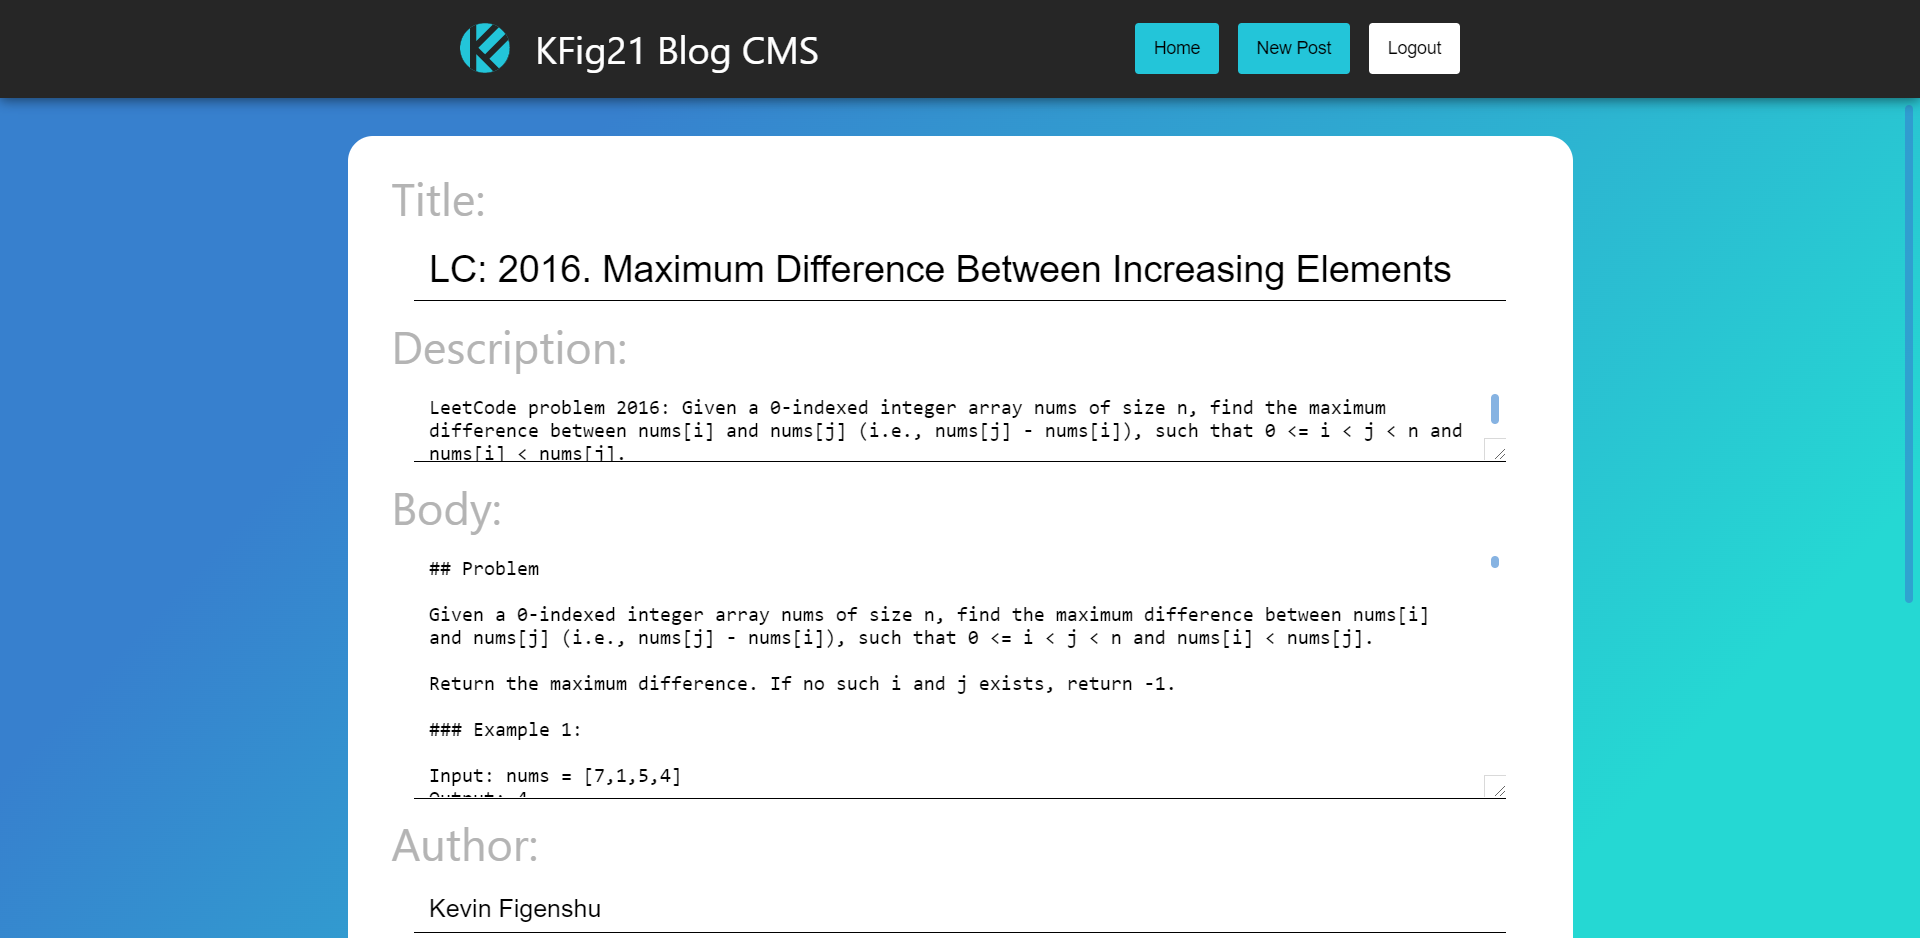 KFig21 Blog CMS
Home
New Post
Logout
Title:
LC: 2016. Maximum Difference Between Increasing Elements
Description:
LeetCode problem 2016: Given a 0-indexed integer array nums of size n, find the maximum
difference between nums[i] and nums[j] (i.e., nums[j] - nums[i]), such that 0 <= i < j < n and
nums[i] < nums[j].
Body:
## Problem
Given a 0-indexed integer array nums of size n, find the maximum difference between nums[i]
and nums[j] (i.e., nums[j] - nums[i]), such that 0 <= i < j < n and nums[i] < nums[j].
Return the maximum difference. If no such i and j exists, return -1.
### Example 1:
Input: nums = [7,1,5,4]
Output: 4
Author:
Kevin Figenshu